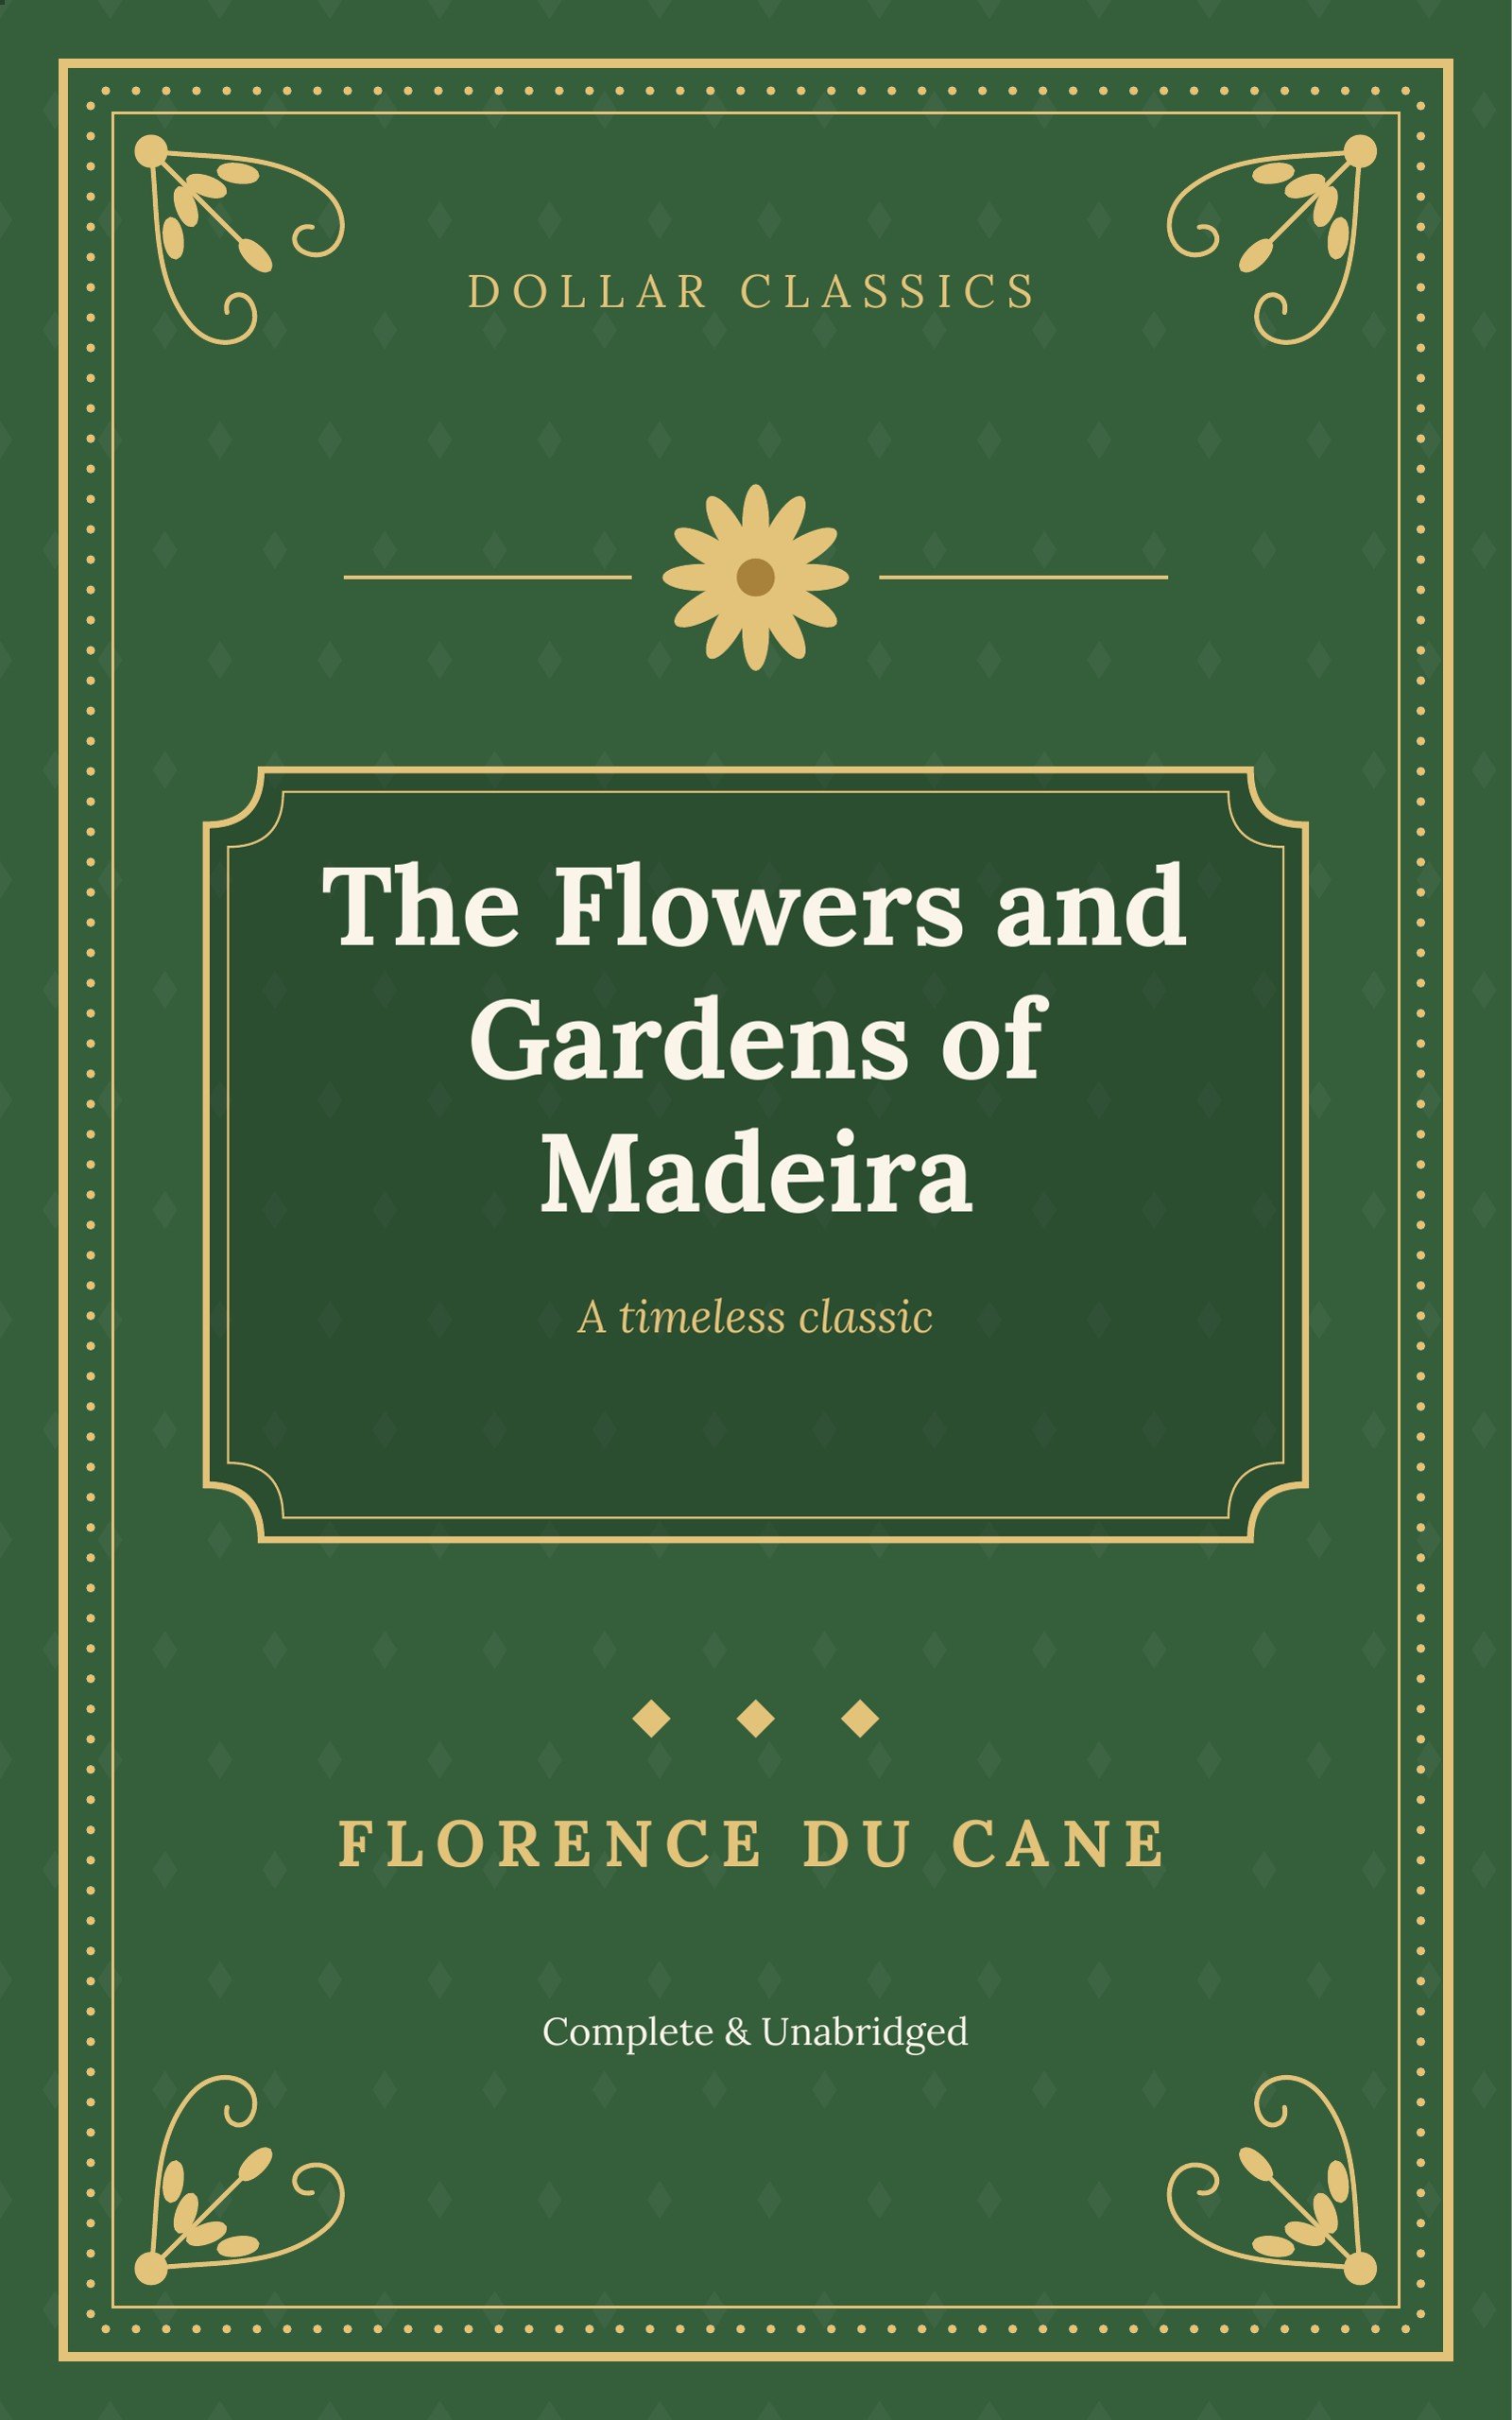 DOLLAR CLASSICS
The Flowers and
Gardens of
Madeira
A timeless classic
FLORENCE DU CANE
Complete & Unabridged